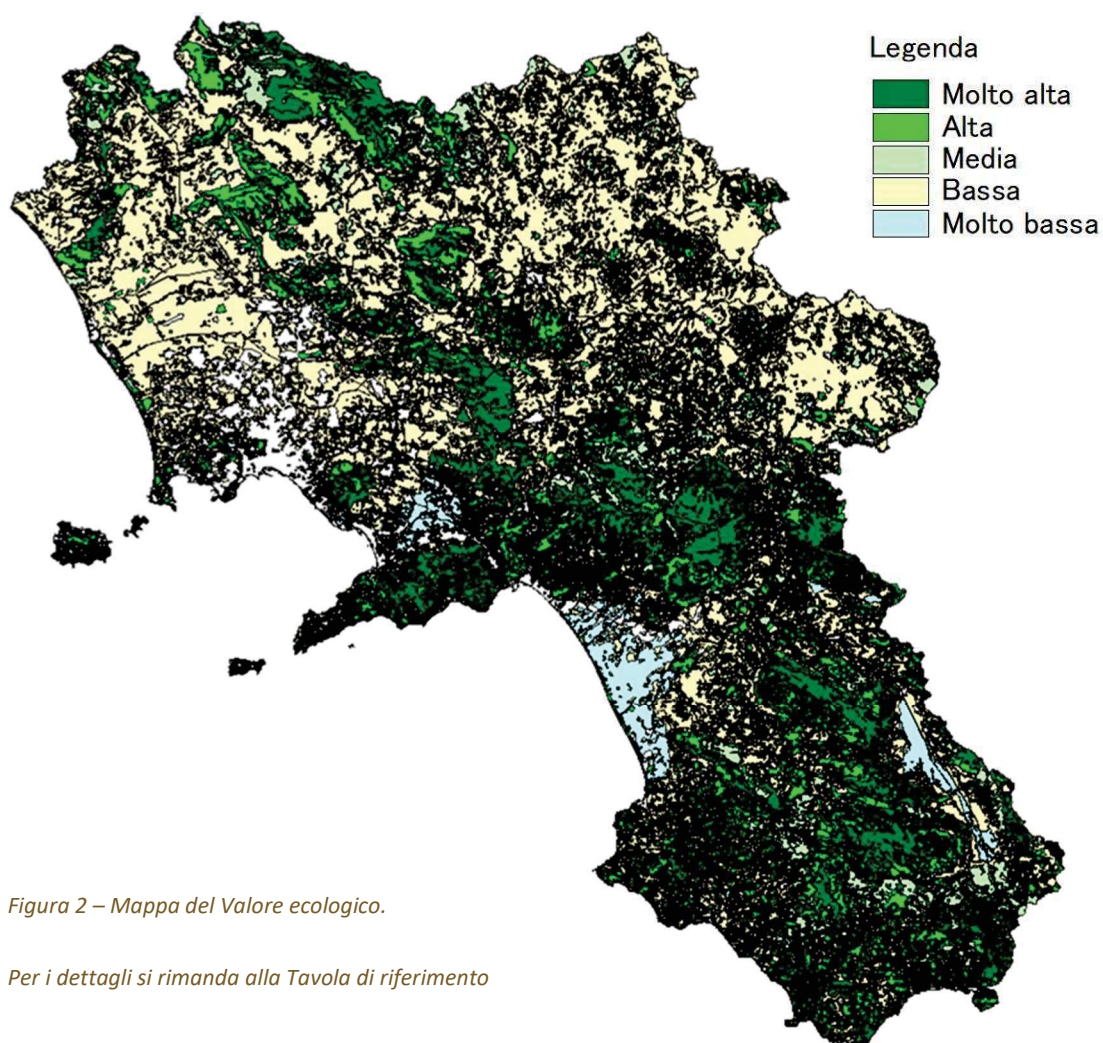 Legenda
Molto alta
Alta
Media
Bassa
Molto bassa
Figura 2 – Mappa del Valore ecologico.
Per i dettagli si rimanda alla Tavola di riferimento